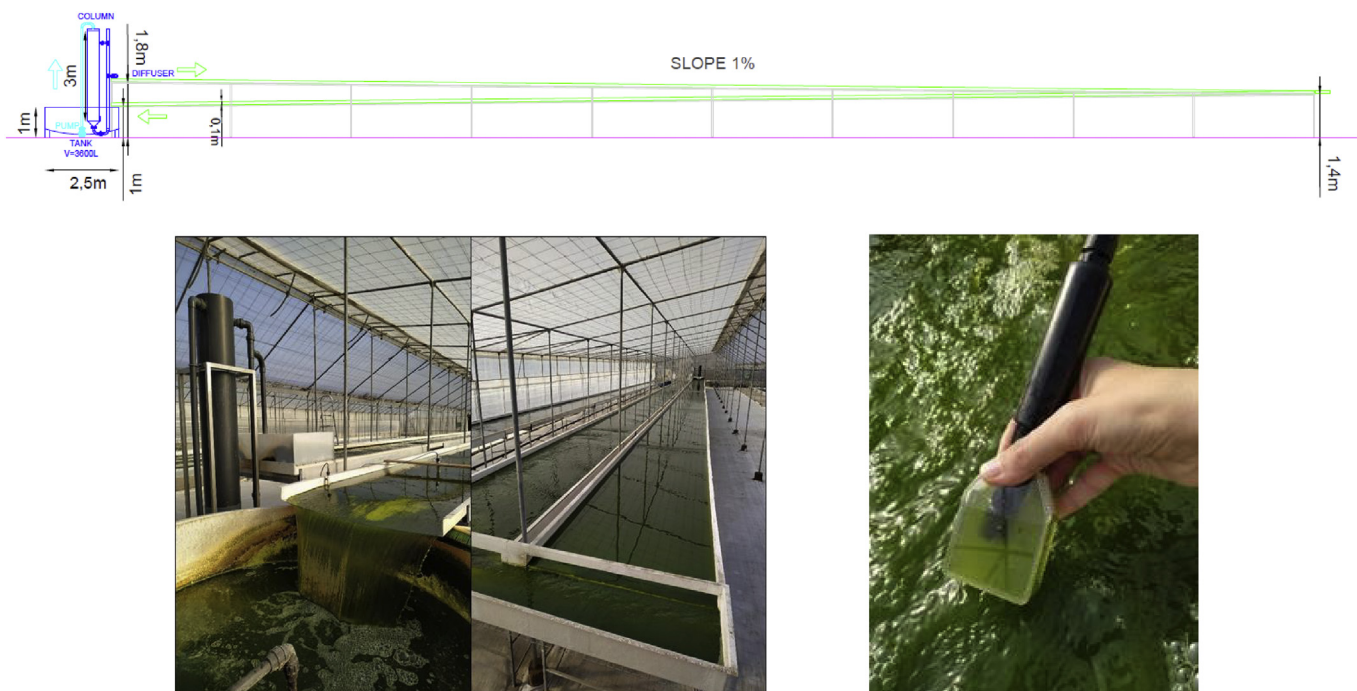 COLUMN
1,8m
3m
DIFFUSER
SLOPE 1%
1m
PUMP
0,1m
TANK
V=3600L
2,5m
1m
1,4m